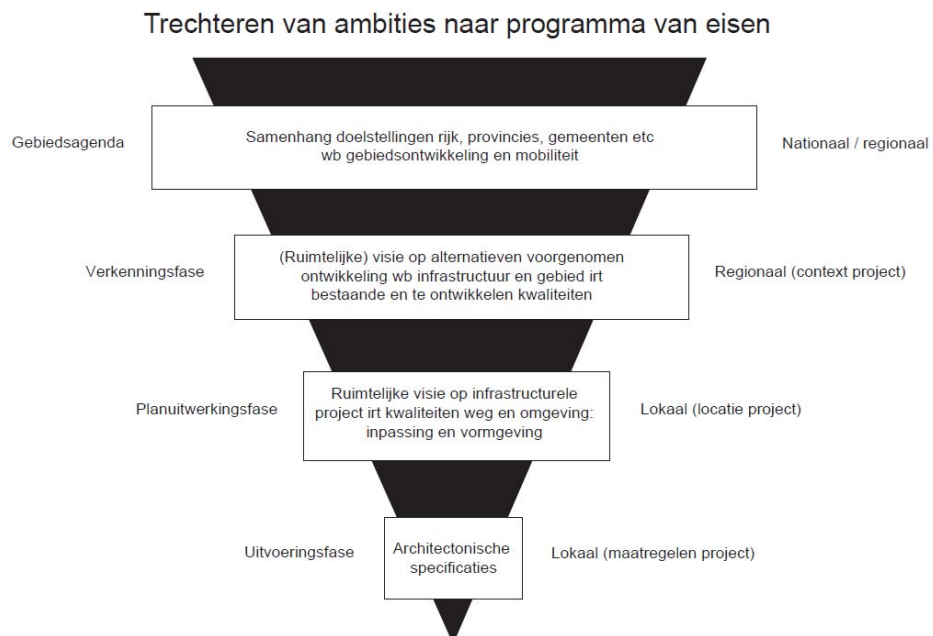 Trechteren van ambities naar programma van eisen
Gebiedsagenda
Samenhang doelstellingen rijk, provincies, gemeenten etc
wb gebiedsontwikkeling en mobiliteit
Nationaal / regionaal
Verkenningsfase
(Ruimtelijke) visie op alternatieven voorgenomen
ontwikkeling wb infrastructuur en gebied irt
bestaande en te ontwikkelen kwaliteiten
Regionaal (context project)
Planuitwerkingsfase
Ruimtelijke visie op infrastructurele
project irt kwaliteiten weg en omgeving:
inpassing en vormgeving
Lokaal (locatie project)
Uitvoeringsfase
Architectonische
specificaties
Lokaal (maatregelen project)